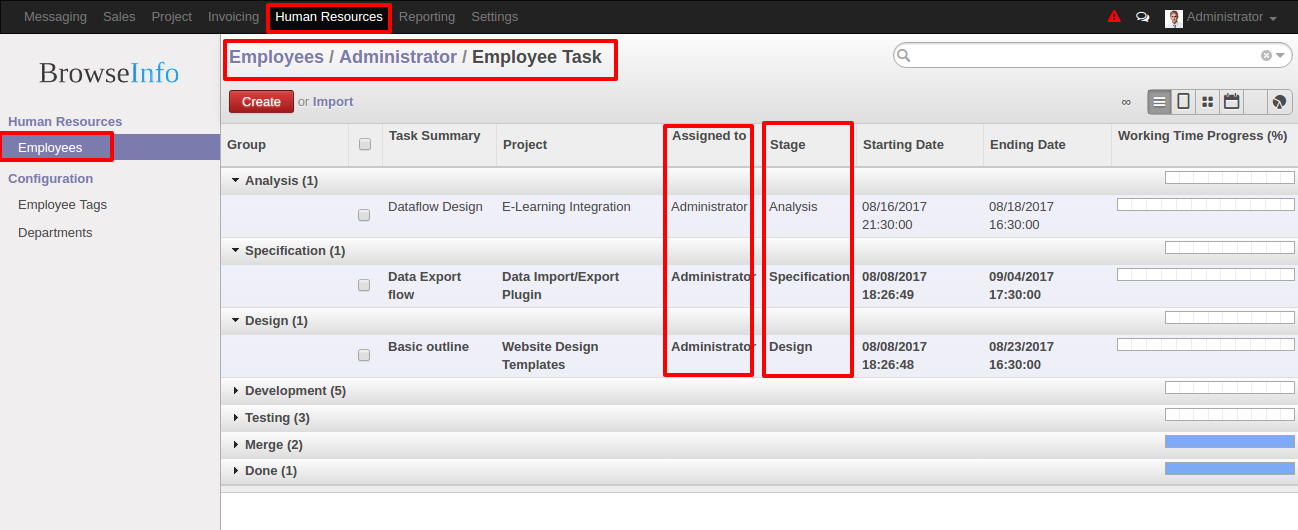 Messaging Sales Project Invoicing Human Resources Reporting Settings Administrator
BrowseInfo
Human Resources
Employees
Configuration
Employee Tags
Departments
Employees / Administrator / Employee Task
Create or Import
∞
Group Task Summary Project Assigned to Stage Starting Date Ending Date Working Time Progress (%)
Analysis (1)
Dataflow Design E-Learning Integration Administrator Analysis 08/16/2017 08/18/2017
21:30:00 16:30:00
Specification (1)
Data Export Data Import/Export Administrator Specification 08/08/2017 09/04/2017
flow Plugin 18:26:49 17:30:00
Design (1)
Basic outline Website Design Administrator Design 08/08/2017 08/23/2017
Templates 18:26:48 16:30:00
Development (5)
Testing (3)
Merge (2)
Done (1)